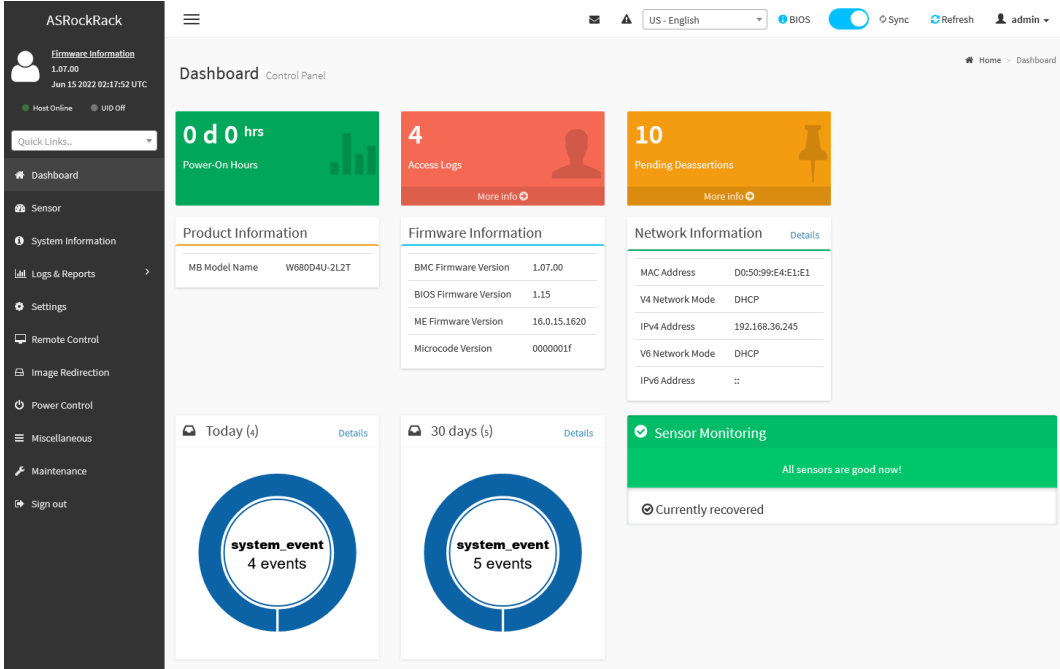 ASRockRack
US - English
BIOS
Sync
Refresh
admin
Firmware Information
1.07.00
Jun 15 2022 02:17:52 UTC
Host Online
UID Off
Quick Links..
Dashboard
Sensor
System Information
Logs & Reports
Settings
Remote Control
Image Redirection
Power Control
Miscellaneous
Maintenance
Sign out
Dashboard Control Panel
Home > Dashboard
0 d 0 hrs
Power-On Hours
4
Access Logs
More info
10
Pending Deassertions
More info
Product Information
MB Model Name W680D4U-2L2T
Firmware Information
BMC Firmware Version 1.07.00
BIOS Firmware Version 1.15
ME Firmware Version 16.0.15.1620
Microcode Version 0000001f
Network Information Details
MAC Address D0:50:99:E4:E1:E1
V4 Network Mode DHCP
IPv4 Address 192.168.36.245
V6 Network Mode DHCP
IPv6 Address ::
Today (4) Details
system_event
4 events
30 days (5) Details
system_event
5 events
Sensor Monitoring
All sensors are good now!
Currently recovered